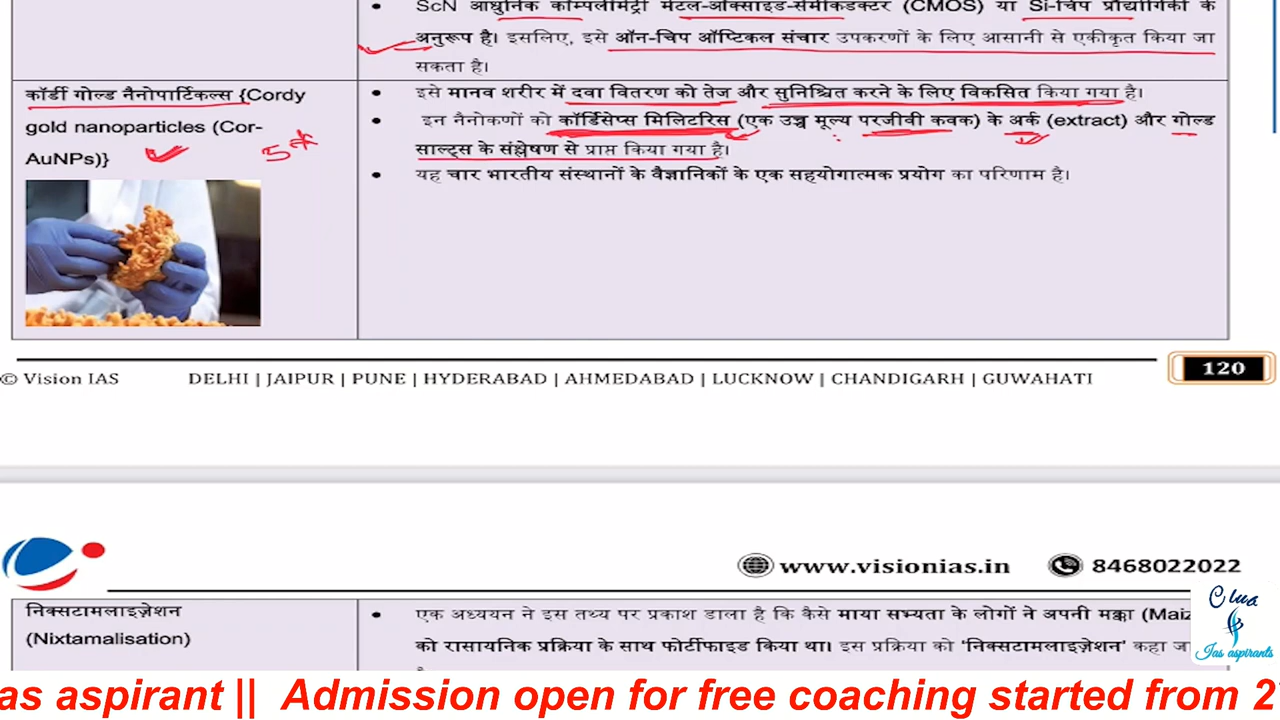 ScN आधुनिक कॉम्पलीमेंट्री मेटल-ऑक्साइड-सेमीकंडक्टर (CMOS) या Si-चिप प्रौद्योगिकी के
अनुरूप है। इसलिए, इसे ऑन-चिप ऑप्टिकल संचार उपकरणों के लिए आसानी से एकीकृत किया जा
सकता है।
कॉर्डी गोल्ड नैनोपार्टिकल्स {Cordy
gold nanoparticles (Cor-
AuNPs)}
5*
• इसे मानव शरीर में दवा वितरण को तेज और सुनिश्चित करने के लिए विकसित किया गया है।
• इन नैनोकणों को कॉर्डिसेप्स मिलिटरिस (एक उच्च मूल्य परजीवी कवक) के अर्क (extract) और गोल्ड
साल्ट्स के संश्लेषण से प्राप्त किया गया है।
• यह चार भारतीय संस्थानों के वैज्ञानिकों के एक सहयोगात्मक प्रयोग का परिणाम है।
© Vision IAS
DELHI | JAIPUR | PUNE | HYDERABAD | AHMEDABAD | LUCKNOW | CHANDIGARH | GUWAHATI
120
www.visionias.in
8468022022
निक्सटामलाइज़ेशन
(Nixtamalisation)
• एक अध्ययन ने इस तथ्य पर प्रकाश डाला है कि कैसे माया सभ्यता के लोगों ने अपनी मक्का (Maiz
को रासायनिक प्रक्रिया के साथ फोर्टीफाइड किया था। इस प्रक्रिया को 'निक्सटामलाइज़ेशन' कहा ज
Ias aspirants
as aspirant || Admission open for free coaching started from 2